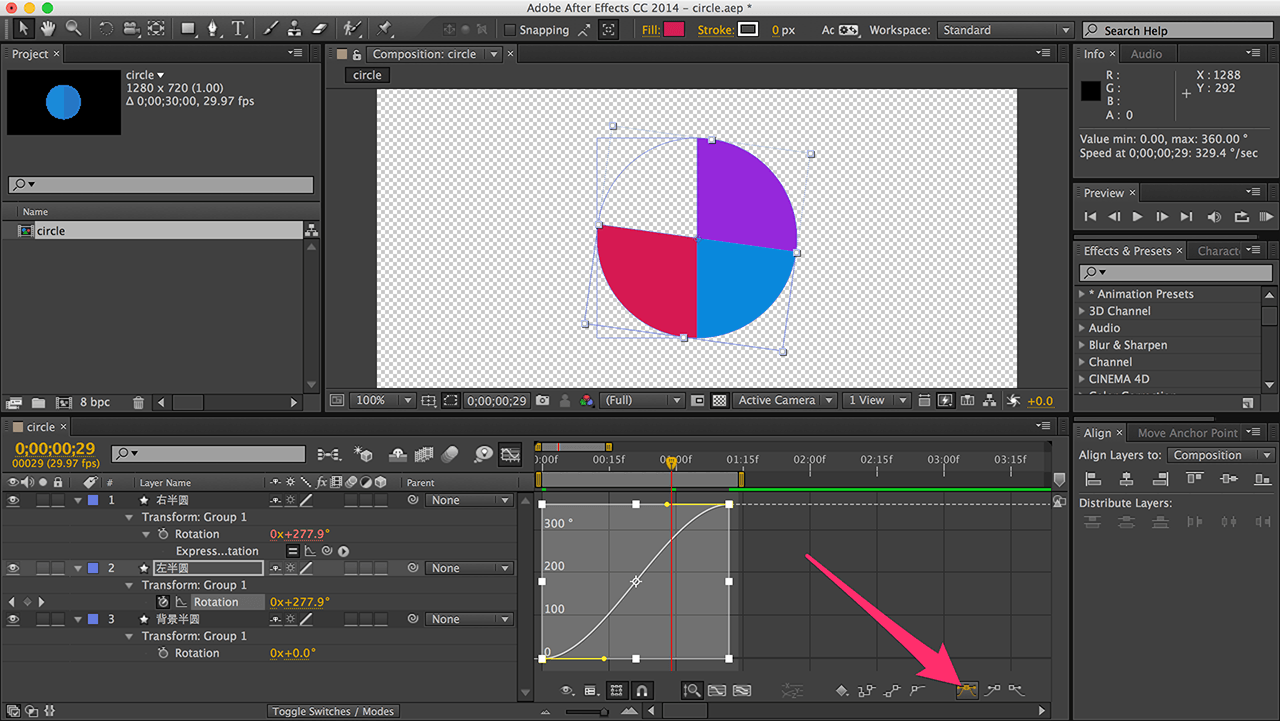 Adobe After Effects CC 2014 – circle.aep *
Snapping Fill: Stroke: 0 px Ac Workspace: Standard Search Help
Project ×
circle▼
1280 x 720 (1.00)
Δ 0;00;30;00, 29.97 fps
Name
circle
8 bpc
Composition: circle ×
circle
100% 0;00;00;29 (Full) Active Camera 1 View +0.0
Info × Audio
R :
G :
B :
A : 0
X : 1288
Y : 292
Value min: 0.00, max: 360.00 °
Speed at 0;00;00;29: 329.4 °/sec
Preview ×
Effects & Presets × Charact
* Animation Presets
3D Channel
Audio
Blur & Sharpen
Channel
CINEMA 4D
circle ×
0;00;00;29
00029 (29.97 fps)
# Layer Name fx Parent
1 右半圆 None
Transform: Group 1
Rotation 0x+277.9°
Express...tation
2 左半圆 None
Transform: Group 1
Rotation 0x+277.9°
3 背景半圆 None
Transform: Group 1
Rotation 0x+0.0°
Toggle Switches / Modes
00:15f 01:15f 02:00f 02:15f 03:00f 03:15f
300 °
200
100
0
Align × Move Anchor Point
Align Layers to: Composition
Distribute Layers: